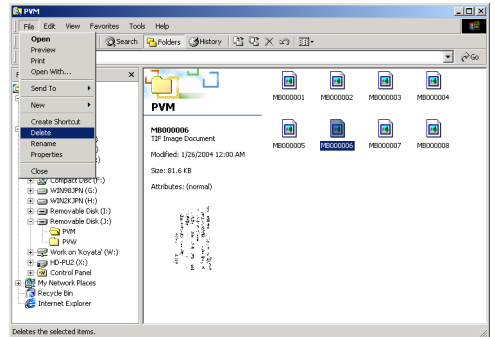 PVM
File Edit View Favorites Tools Help
Search Folders History
Go
Open
Preview
Print
Open With...
Send To
New
Create Shortcut
Delete
Rename
Properties
Close
Compact Disc (F:)
WIN98JPN (G:)
WIN2KJPN (H:)
Removable Disk (I:)
Removable Disk (J:)
PVM
PVW
Work on 'Koyata' (W:)
HD-PU2 (X:)
Control Panel
My Network Places
Recycle Bin
Internet Explorer
PVM
MB000006
TIF Image Document
Modified: 1/26/2004 12:00 AM
Size: 81.6 KB
Attributes: (normal)
MB000001 MB000002 MB000003 MB000004
MB000005 MB000006 MB000007 MB000008
Deletes the selected items.